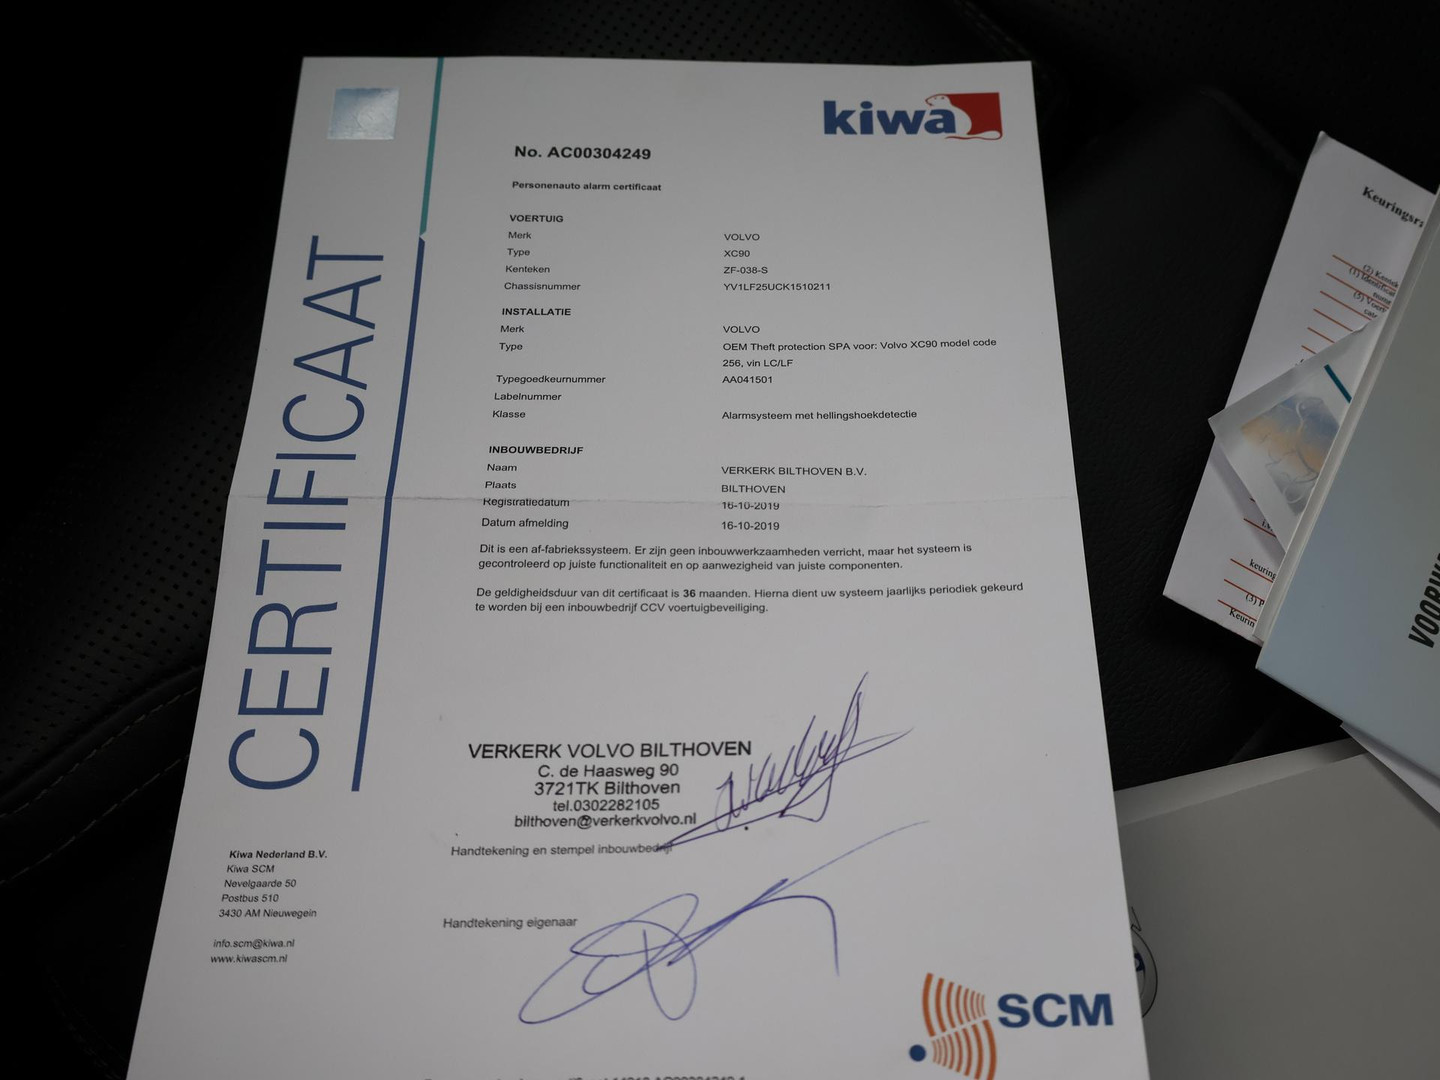 kiwa
No. AC00304249
Personenauto alarm certificaat
VOERTUIG
Merk VOLVO
Type XC90
Kenteken ZF-038-S
Chassisnummer YV1LF25UCK1510211
INSTALLATIE
Merk VOLVO
Type OEM Theft protection SPA voor: Volvo XC90 model code
256, vin LC/LF
Typegoedkeurnummer AA041501
Labelnummer
Klasse Alarmsysteem met hellingshoekdetectie
INBOUWBEDRIJF
Naam VERKERK BILTHOVEN B.V.
Plaats BILTHOVEN
Registratiedatum 16-10-2019
Datum afmelding 16-10-2019
Dit is een af-fabriekssysteem. Er zijn geen inbouwwerkzaamheden verricht, maar het systeem is
gecontroleerd op juiste functionaliteit en op aanwezigheid van juiste componenten.
De geldigheidsduur van dit certificaat is 36 maanden. Hierna dient uw systeem jaarlijks periodiek gekeurd
te worden bij een inbouwbedrijf CCV voertuigbeveiliging.
VERKERK VOLVO BILTHOVEN
C. de Haasweg 90
3721TK Bilthoven
tel.0302282105
bilthoven@verkerkvolvo.nl
Handtekening en stempel inbouwbedrijf
Handtekening eigenaar
CERTIFICAAT
Kiwa Nederland B.V.
Kiwa SCM
Nevelgaarde 50
Postbus 510
3430 AM Nieuwegein
info.scm@kiwa.nl
www.kiwascm.nl
SCM